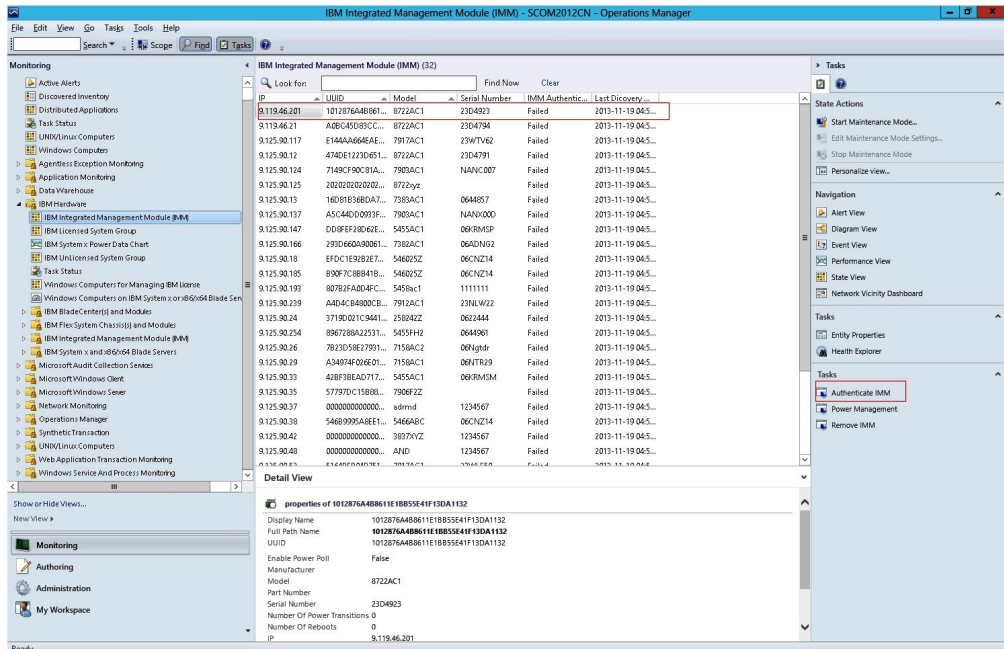 IBM Integrated Management Module (IMM) - SCOM2012CN - Operations Manager
File Edit View Go Tasks Tools Help
Search Scope Find Tasks
Monitoring
Active Alerts
Discovered Inventory
Distributed Applications
Task Status
UNIX/Linux Computers
Windows Computers
Agentless Exception Monitoring
Application Monitoring
Data Warehouse
IBM Hardware
IBM Integrated Management Module (IMM)
IBM Licensed System Group
IBM System x Power Data Chart
IBM UnLicensed System Group
Task Status
Windows Computers for Managing IBM License
Windows Computers on IBM System x or x86/x64 Blade Serv
IBM BladeCenter(s) and Modules
IBM Flex System Chassis(s) and Modules
IBM Integrated Management Module (IMM)
IBM System x and x86/x64 Blade Servers
Microsoft Audit Collection Services
Microsoft Windows Client
Microsoft Windows Server
Network Monitoring
Operations Manager
Synthetic Transaction
UNIX/Linux Computers
Web Application Transaction Monitoring
Windows Service And Process Monitoring
Show or Hide Views...
New View
Monitoring
Authoring
Administration
My Workspace
Ready
IBM Integrated Management Module (IMM) (32)
Look for: Find Now Clear
IP UUID Model Serial Number IMM Authentic... Last Dicovery ...
9.119.46.201 1012876A4B861... 8722AC1 23D4923 Failed 2013-11-19 04:5...
9.119.46.21 A0BC45D83CC... 8722AC1 23D4794 Failed 2013-11-19 04:5...
9.125.90.117 E144AA664EAE... 7917AC1 23WTV62 Failed 2013-11-19 04:5...
9.125.90.12 474DE1223D651... 8722AC1 23D4791 Failed 2013-11-19 04:5...
9.125.90.124 7149CF90C81A... 7903AC1 NANC007 Failed 2013-11-19 04:5...
9.125.90.125 2020202020202... 8722xyz Failed 2013-11-19 04:5...
9.125.90.13 16D81B36BDA7... 7383AC1 0644857 Failed 2013-11-19 04:5...
9.125.90.137 A5C44DD0933F... 7903AC1 NANX00D Failed 2013-11-19 04:5...
9.125.90.147 DD8FEF28D62E... 5455AC1 06KRMSP Failed 2013-11-19 04:5...
9.125.90.166 293D660A90061... 7382AC1 06ADNG2 Failed 2013-11-19 04:5...
9.125.90.18 EFDC1E92B2E7... 546025Z 06CNZ14 Failed 2013-11-19 04:5...
9.125.90.185 B90F7C8BB41B... 546025Z 06CNZ14 Failed 2013-11-19 04:5...
9.125.90.193 807B2FA0D4FC... 5458ac1 1111111 Failed 2013-11-19 04:5...
9.125.90.239 A4D4CB4800CB... 7912AC1 23NLW22 Failed 2013-11-19 04:5...
9.125.90.24 3719D021C9441... 258242Z 0622444 Failed 2013-11-19 04:5...
9.125.90.254 8967288A22531... 5455FH2 0644961 Failed 2013-11-19 04:5...
9.125.90.26 7B23D58E27931... 7158AC2 06Ngtdr Failed 2013-11-19 04:5...
9.125.90.29 A34974F026E01... 7158AC1 06NTR29 Failed 2013-11-19 04:5...
9.125.90.33 42BF3BEAD717... 5455AC1 06KRMSM Failed 2013-11-19 04:5...
9.125.90.35 57797DC15B88... 7906F2Z Failed 2013-11-19 04:5...
9.125.90.37 000000000000... adrmd 1234567 Failed 2013-11-19 04:5...
9.125.90.38 546B9995A8EE1... 5466ABC 06CNZ14 Failed 2013-11-19 04:5...
9.125.90.42 000000000000... 3837XYZ 1234567 Failed 2013-11-19 04:5...
9.125.90.48 000000000000... AND 1234567 Failed 2013-11-19 04:5...
Detail View
properties of 1012876A4B8611E1BB55E41F13DA1132
Display Name 1012876A4B8611E1BB55E41F13DA1132
Full Path Name 1012876A4B8611E1BB55E41F13DA1132
UUID 1012876A4B8611E1BB55E41F13DA1132
Enable Power Poll False
Manufacturer
Model 8722AC1
Part Number
Serial Number 23D4923
Number Of Power Transitions 0
Number Of Reboots 0
IP 9.119.46.201
Tasks
State Actions
Start Maintenance Mode...
Edit Maintenance Mode Settings...
Stop Maintenance Mode
Personalize view...
Navigation
Alert View
Diagram View
Event View
Performance View
State View
Network Vicinity Dashboard
Tasks
Entity Properties
Health Explorer
Tasks
Authenticate IMM
Power Management
Remove IMM